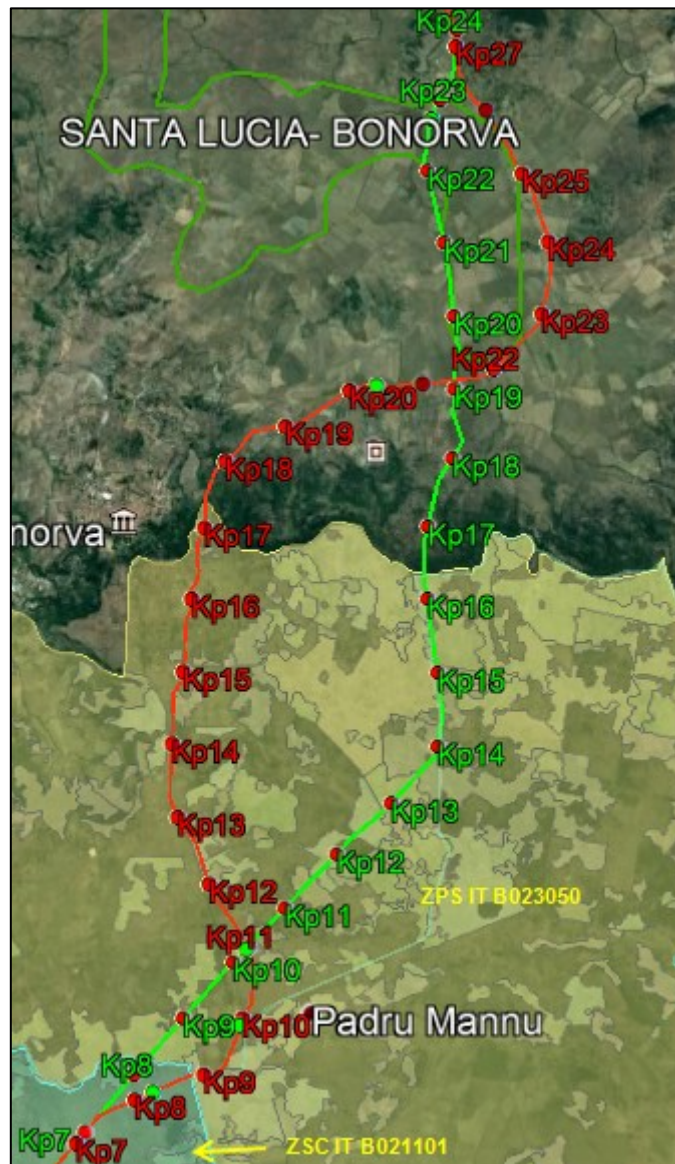 Kp24
Kp27
Kp23
SANTA LUCIA- BONORVA
Kp22
Kp25
Kp21
Kp24
Kp20
Kp23
Kp22
Kp20
Kp19
Kp19
Kp18
Kp18
norva
Kp17
Kp17
Kp16
Kp16
Kp15
Kp15
Kp14
Kp14
Kp13
Kp13
Kp12
Kp12
ZPS IT B023050
Kp11
Kp11
Kp10
Kp9
Kp10
Padru Mannu
Kp8
Kp9
Kp8
Kp7
Kp7
ZSC IT B021101